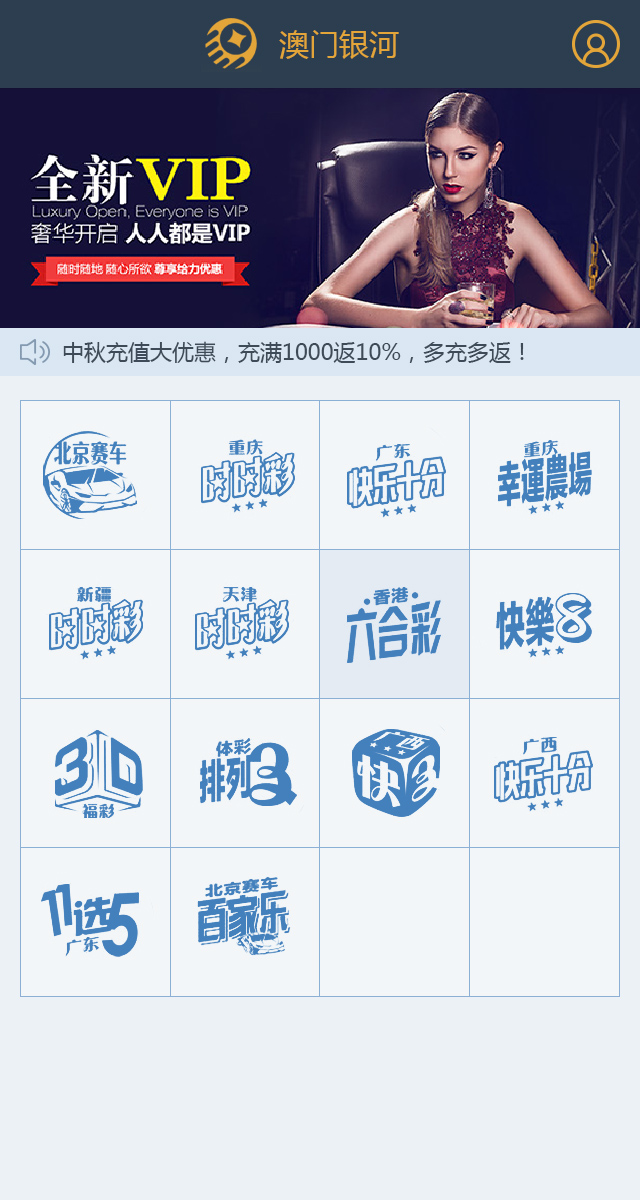 澳门银河
全新VIP
Luxury Open, Everyone is VIP
奢华开启 人人都是VIP
随时随地 随心所欲 尊享给力优惠
中秋充值大优惠，充满1000返10%，多充多返！
北京赛车
重庆
时时彩
广东
快乐十分
重庆
幸運農場
新疆
时时彩
天津
时时彩
香港
六合彩
快樂8
3D
福彩
体彩
排列3
广西
快3
广西
快乐十分
11选5
广东
北京赛车
百家乐